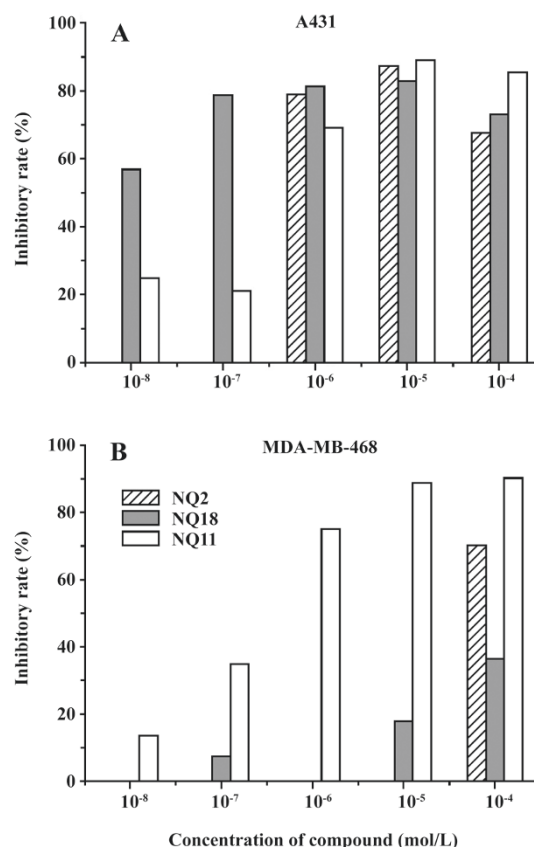 A
A431
Inhibitory rate (%)
100
80
60
40
20
0
10⁻⁸ 10⁻⁷ 10⁻⁶ 10⁻⁵ 10⁻⁴
B
MDA-MB-468
NQ2
NQ18
NQ11
Inhibitory rate (%)
100
80
60
40
20
0
10⁻⁸ 10⁻⁷ 10⁻⁶ 10⁻⁵ 10⁻⁴
Concentration of compound (mol/L)